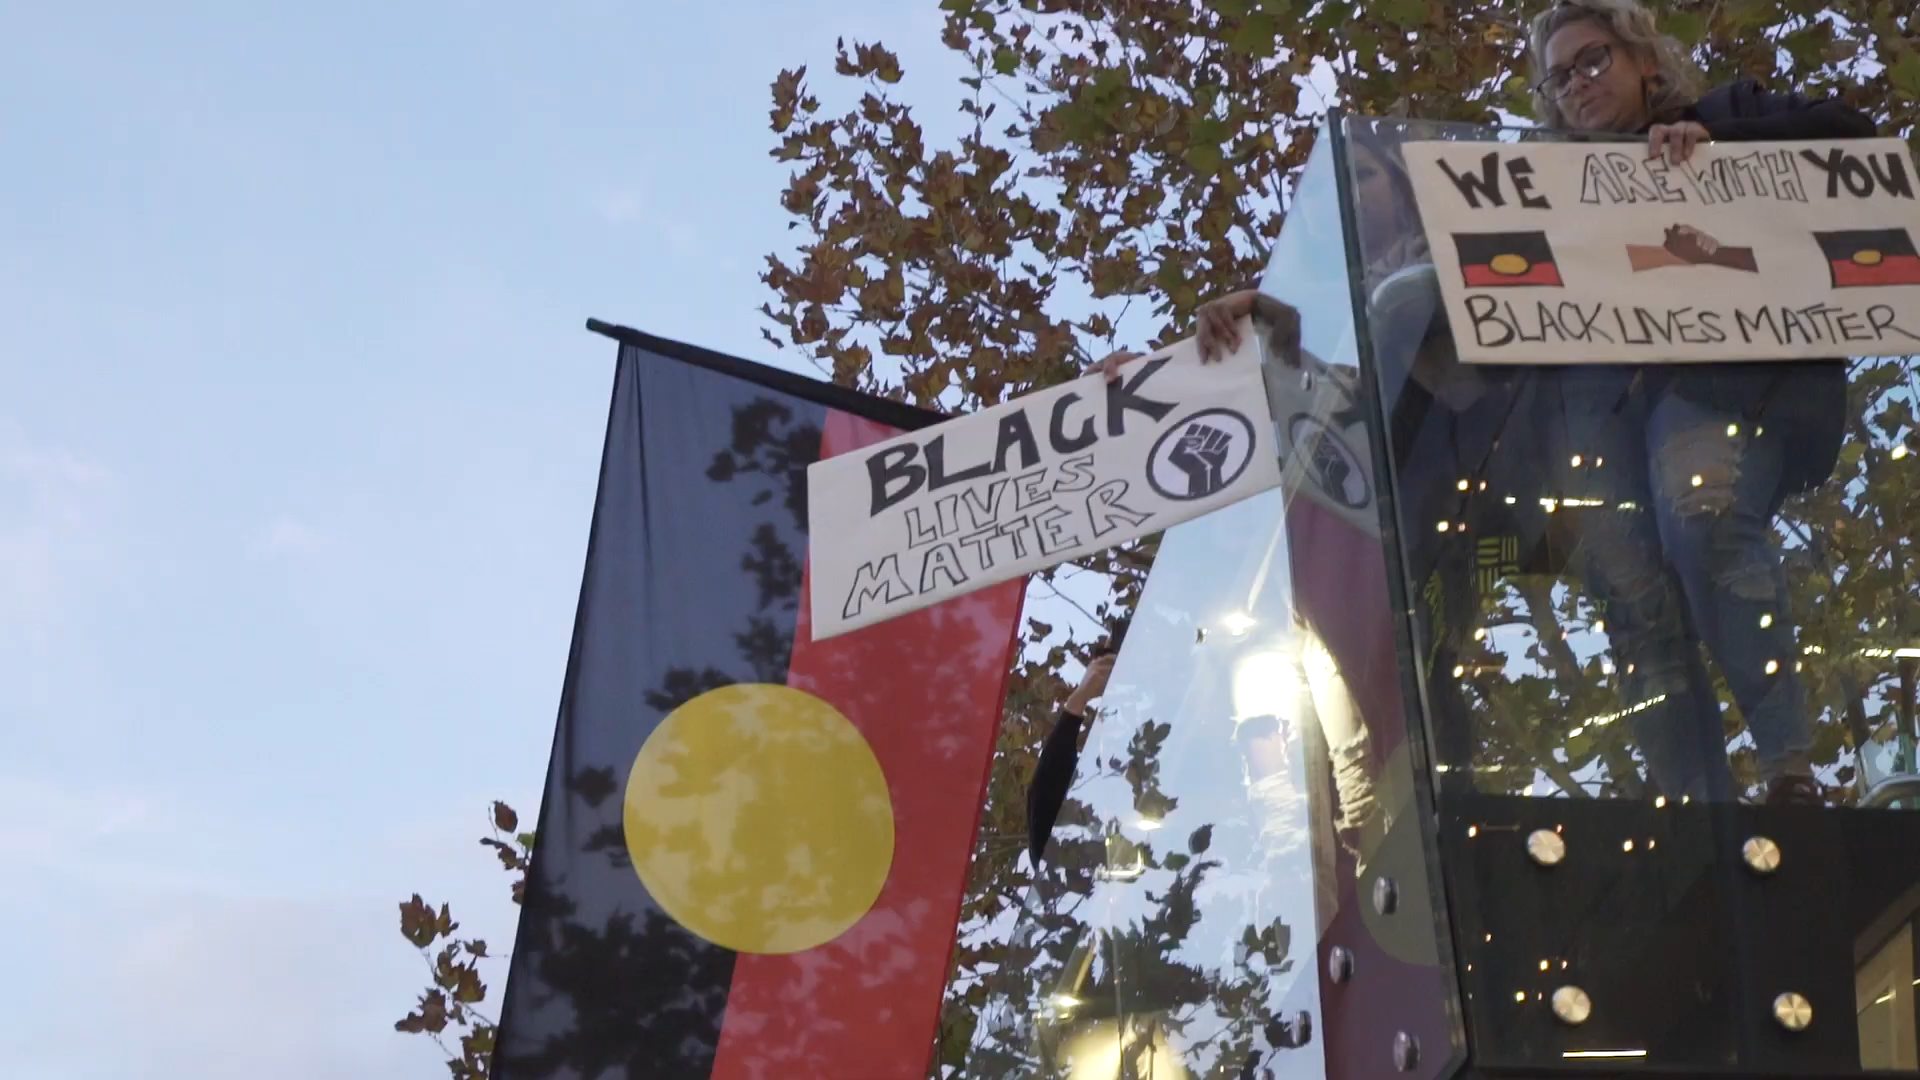 WE ARE WITH YOU
BLACK LIVES MATTER
BLACK
LIVES
MATTER